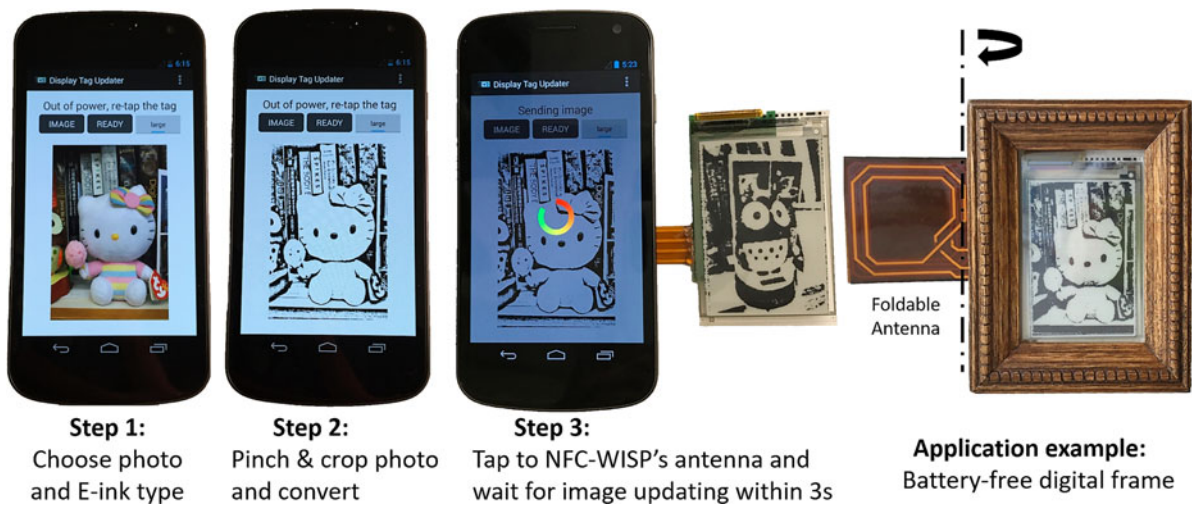 6:15
Display Tag Updater
Out of power, re-tap the tag
IMAGE READY large
6:15
Display Tag Updater
Out of power, re-tap the tag
IMAGE READY large
5:23
Display Tag Updater
Sending image
IMAGE READY large
Foldable
Antenna
Step 1:
Choose photo
and E-ink type
Step 2:
Pinch & crop photo
and convert
Step 3:
Tap to NFC-WISP’s antenna and
wait for image updating within 3s
Application example:
Battery-free digital frame